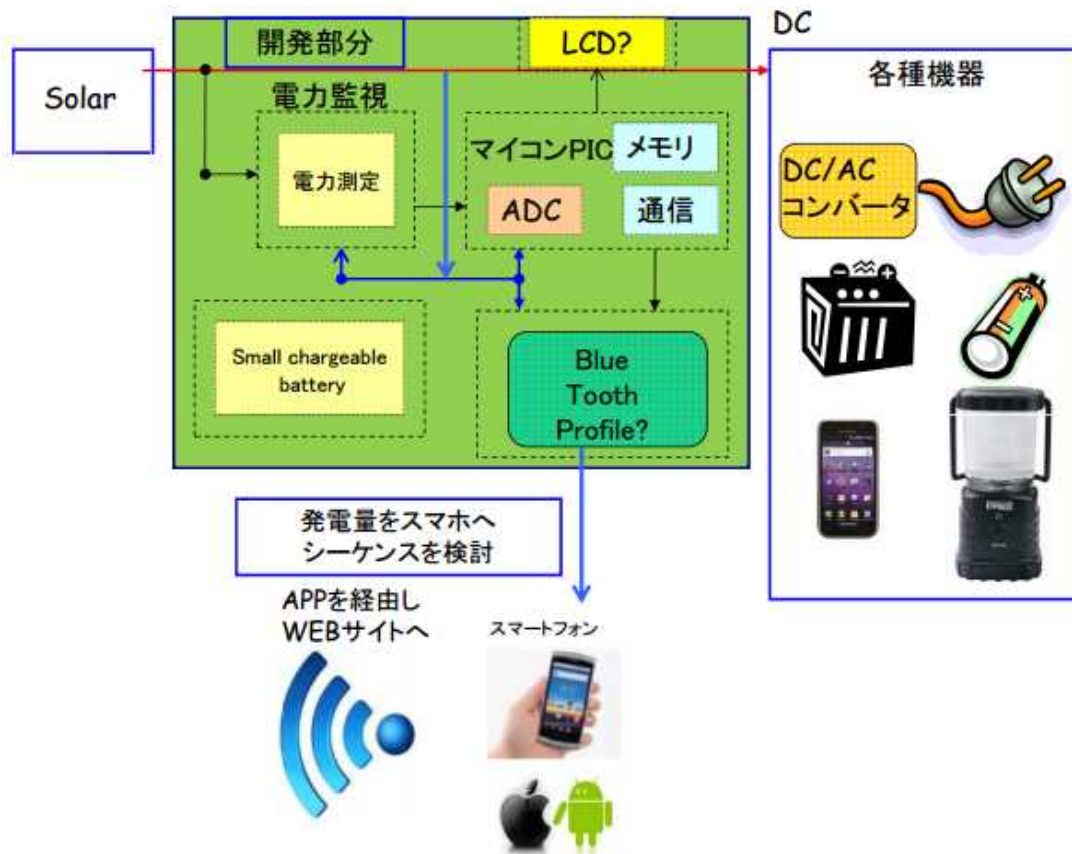 DC
開発部分
LCD?
Solar
各種機器
電力監視
マイコンPIC
メモリ
電力測定
ADC
通信
DC/AC
コンバータ
Small chargeable
battery
Blue
Tooth
Profile?
発電量をスマホへ
シーケンスを検討
APPを経由し
WEBサイトへ
スマートフォン